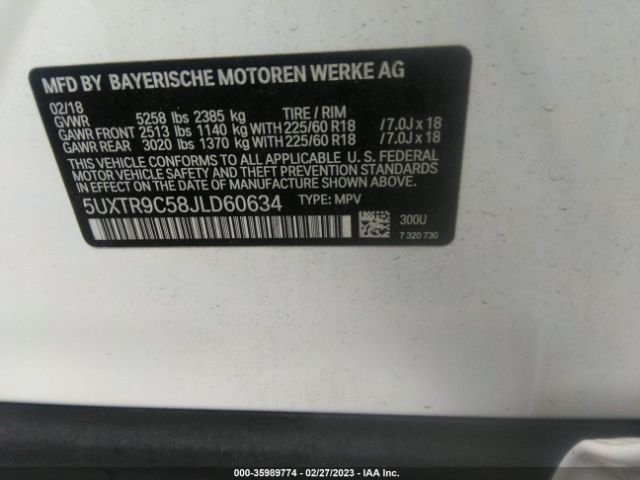 MFD BY BAYERISCHE MOTOREN WERKE AG
02/18
GVWR 5258 lbs 2385 kg TIRE / RIM
GAWR FRONT 2513 lbs 1140 kg WITH 225/60 R18 /7.0J x 18
GAWR REAR 3020 lbs 1370 kg WITH 225/60 R18 /7.0J x 18
THIS VEHICLE CONFORMS TO ALL APPLICABLE U. S. FEDERAL
MOTOR VEHICLE SAFETY AND THEFT PREVENTION STANDARDS
IN EFFECT ON THE DATE OF MANUFACTURE SHOWN ABOVE.
5UXTR9C58JLD60634 TYPE: MPV
300U
7 320 730
000-35989774 - 02/27/2023 - IAA Inc.